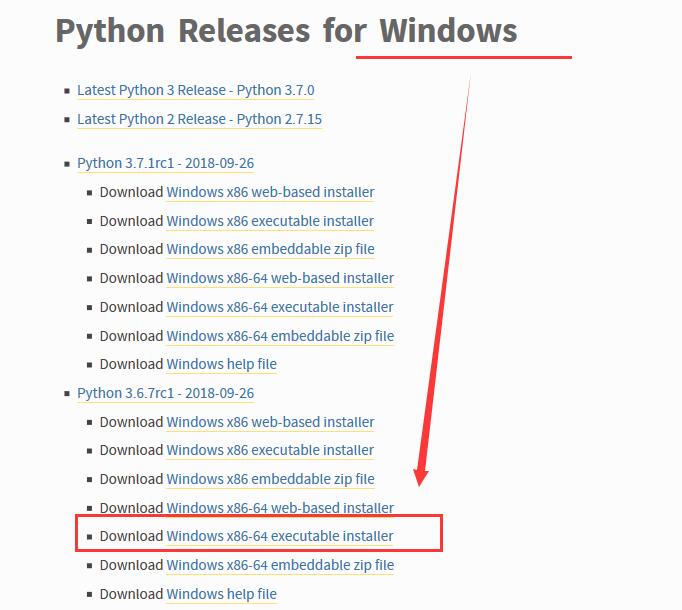 Python Releases for Windows
Latest Python 3 Release - Python 3.7.0
Latest Python 2 Release - Python 2.7.15
Python 3.7.1rc1 - 2018-09-26
Download Windows x86 web-based installer
Download Windows x86 executable installer
Download Windows x86 embeddable zip file
Download Windows x86-64 web-based installer
Download Windows x86-64 executable installer
Download Windows x86-64 embeddable zip file
Download Windows help file
Python 3.6.7rc1 - 2018-09-26
Download Windows x86 web-based installer
Download Windows x86 executable installer
Download Windows x86 embeddable zip file
Download Windows x86-64 web-based installer
Download Windows x86-64 executable installer
Download Windows x86-64 embeddable zip file
Download Windows help file